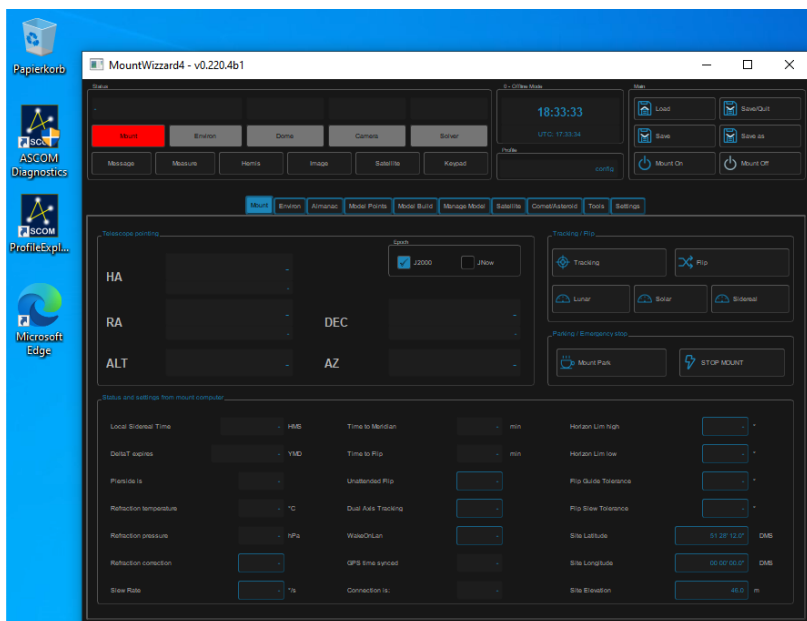 Papierkorb
ASCOM
ASCOM
Diagnostics
ASCOM
ProfileExpl...
Microsoft
Edge
MountWizzard4 - v0.220.4b1
Status
Mount Environ Dome Camera Solver
Message Measure Hemis Image Satellite Keypad
S - Offline Mode
18:33:33
UTC: 17:33:34
Profile
config
Main
Load Save/Quit
Save Save as
Mount On Mount Off
Mount Environ Almanac Model Points Model Build Manage Model Satellite Comet/Asteroid Tools Settings
Telescope pointing
Epoch
J2000 JNow
HA
RA DEC
ALT AZ
Tracking / Flip
Tracking Flip
Lunar Solar Sidereal
Parking / Emergency stop
Mount Park STOP MOUNT
Status and settings from mount computer
Local Sidereal Time - HMS Time to Meridian - min Horizon Lim high - °
DeltaT expires - YMD Time to Flip - min Horizon Lim low - °
Pierside is - Unattended Flip - Flip Guide Tolerance - °
Refraction temperature - °C Dual Axis Tracking - Flip Slew Tolerance - °
Refraction pressure - hPa WakeOnLan - Site Latitude 51 28' 12.0" DMS
Refraction correction - GPS time synced - Site Longitude 00 00' 00.0" DMS
Slew Rate - °/s Connection is: - Site Elevation 46.0 m